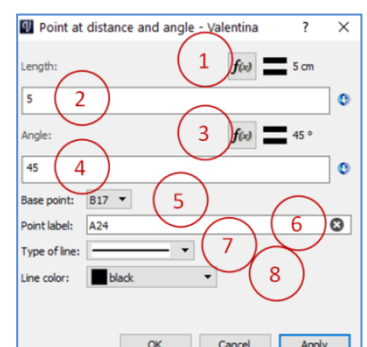 Point at distance and angle - Valentina ? ×
Length: 1 f(x) 5 cm
5 2
Angle: 3 f(x) 45 °
45 4
Base point: B17 5
Point label: A24 6
Type of line: 7
Line color: black 8
OK Cancel Apply